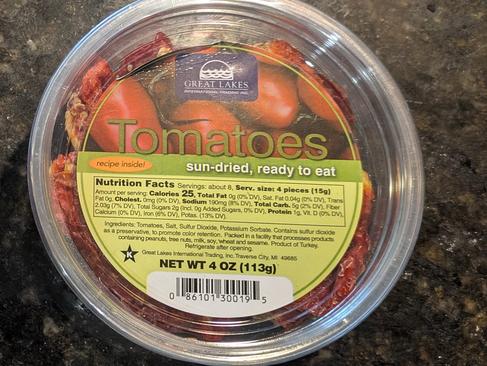 GREAT LAKES
INTERNATIONAL TRADING INC.
Tomatoes
recipe inside!
sun-dried, ready to eat
Nutrition Facts Servings: about 8, Serv. size: 4 pieces (15g)
Amount per serving: Calories 25, Total Fat 0g (0% DV), Sat. Fat 0.04g (0% DV), Trans
Fat 0g, Cholest. 0mg (0% DV), Sodium 190mg (8% DV), Total Carb. 5g (2% DV), Fiber
2.03g (7% DV), Total Sugars 2g (Incl. 0g Added Sugars, 0% DV), Protein 1g, Vit. D (0% DV),
Calcium (0% DV), Iron (6% DV), Potas. (13% DV).
Ingredients: Tomatoes, Salt, Sulfur Dioxide, Potassium Sorbate. Contains sulfur dioxide
as a preservative, to promote color retention. Packed in a facility that processes products
containing peanuts, tree nuts, milk, soy, wheat and sesame. Product of Turkey.
Refrigerate after opening.
K
Great Lakes International Trading, Inc. Traverse City, MI 49685
NET WT 4 OZ (113g)
0 86101 30019 5